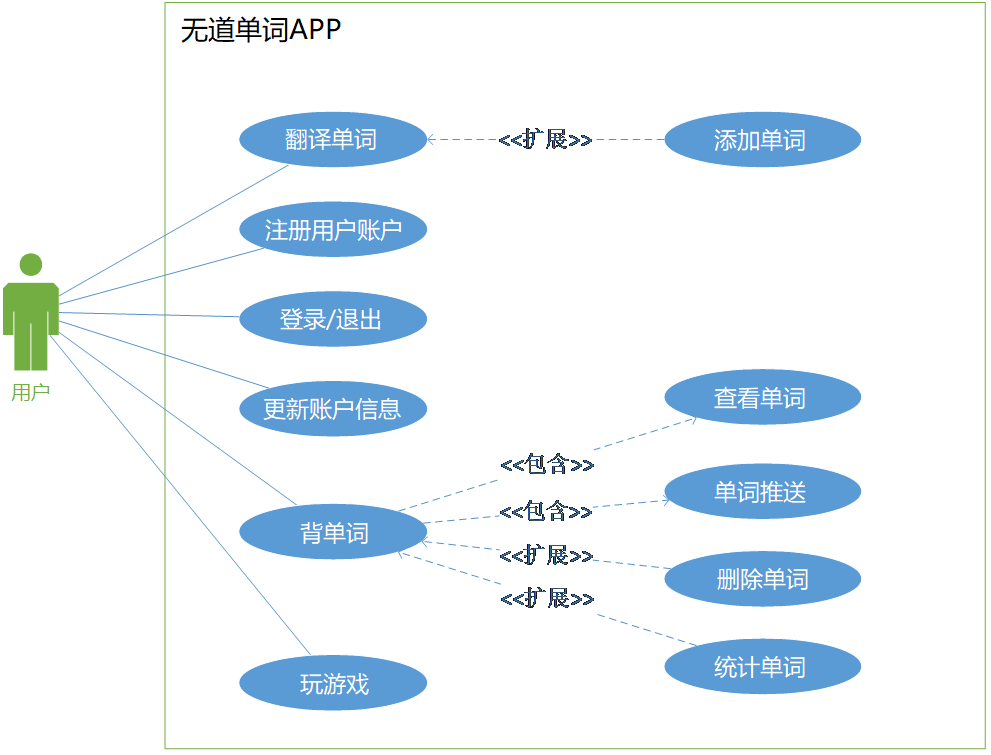 无道单词APP
翻译单词
<<扩展>>
添加单词
注册用户账户
登录/退出
用户
更新账户信息
查看单词
<<包含>>
单词推送
<<包含>>
背单词
<<扩展>>
删除单词
<<扩展>>
统计单词
玩游戏